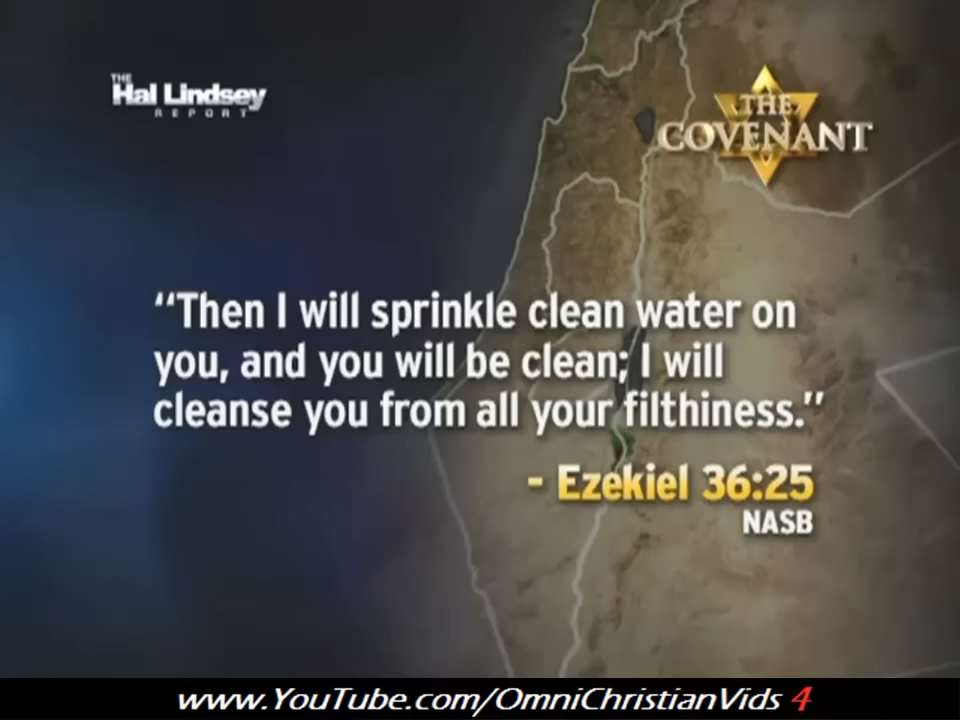 THE
Hal Lindsey
REPORT
THE
COVENANT
“Then I will sprinkle clean water on
you, and you will be clean; I will
cleanse you from all your filthiness.”
- Ezekiel 36:25
NASB
www.YouTube.com/OmniChristianVids 4